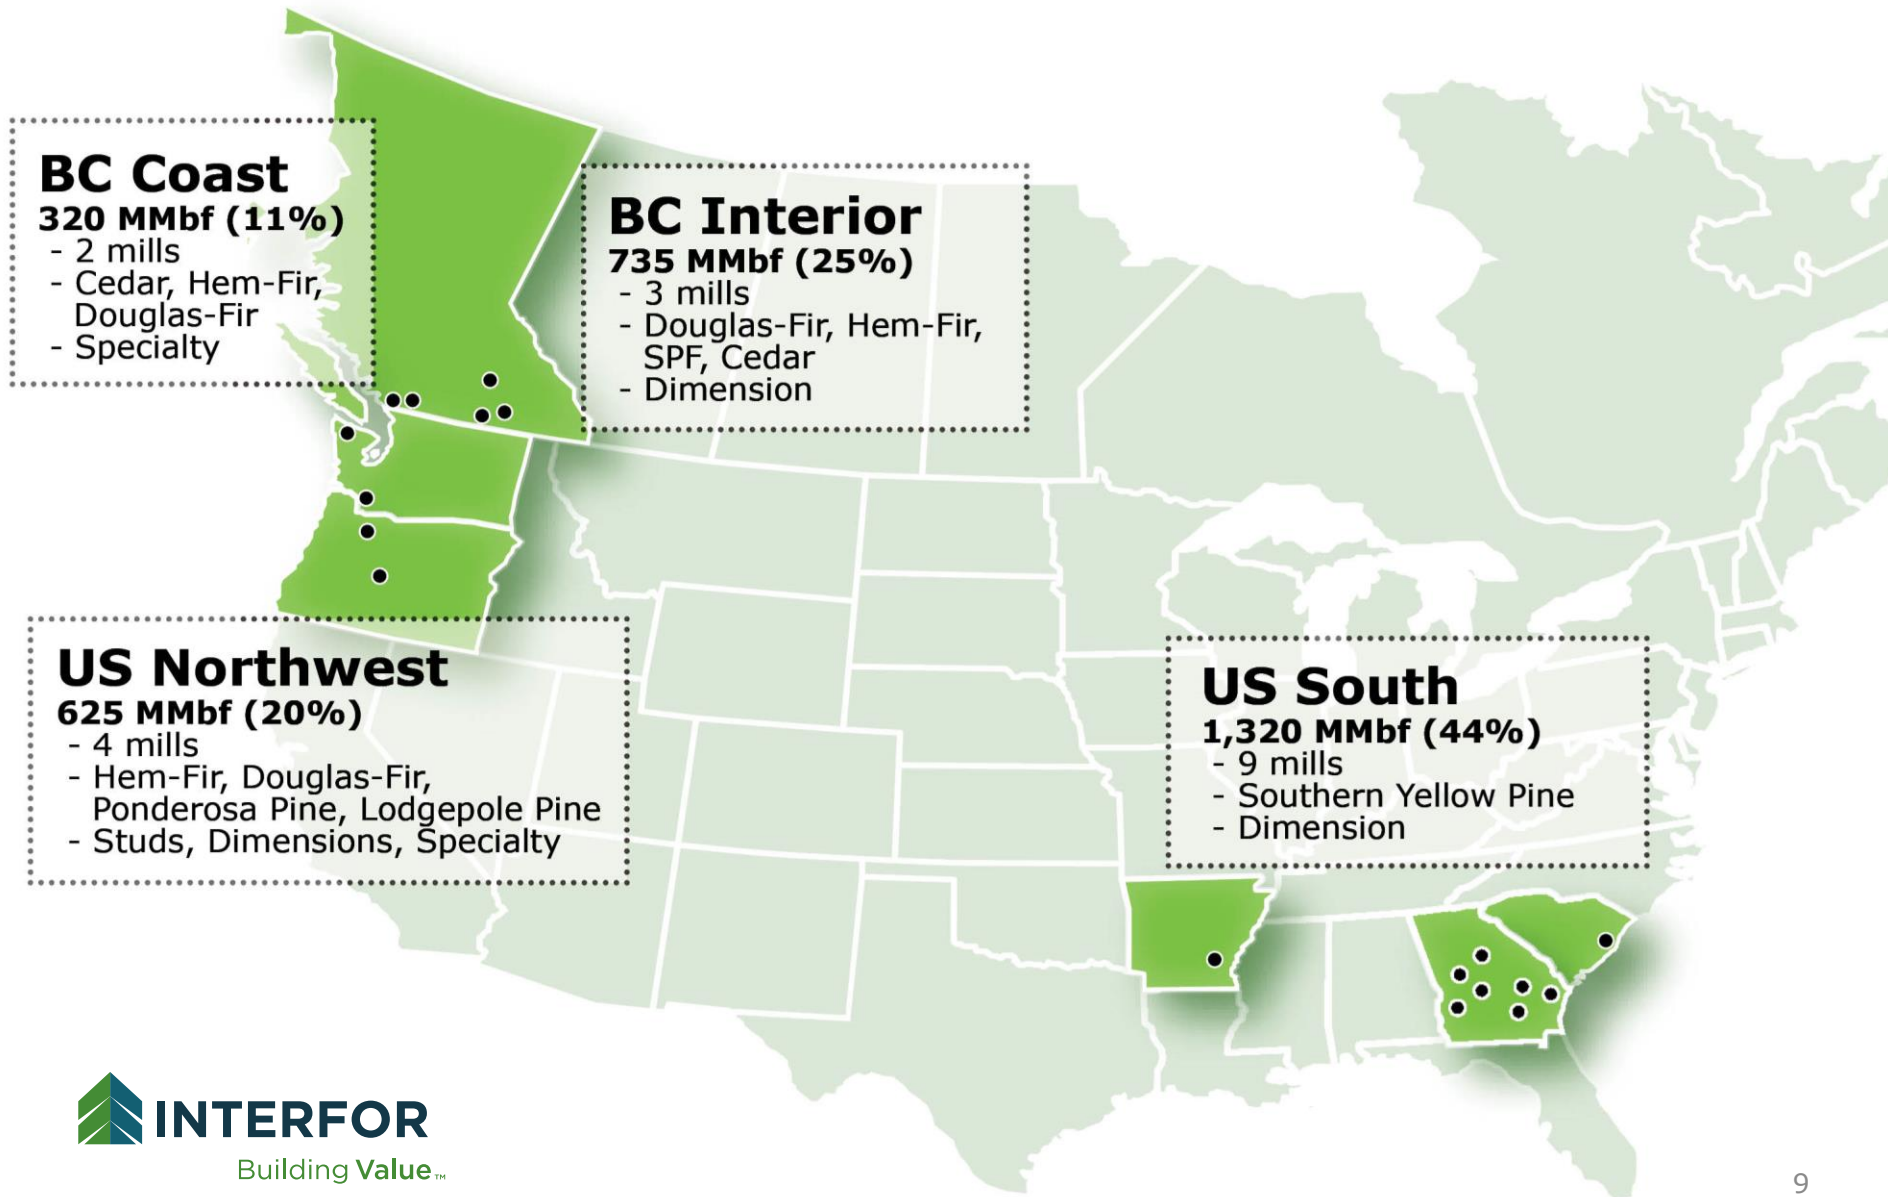 BC Coast
320 MMbf (11%)
- 2 mills
- Cedar, Hem-Fir,
Douglas-Fir
- Specialty
BC Interior
735 MMbf (25%)
- 3 mills
- Douglas-Fir, Hem-Fir,
SPF, Cedar
- Dimension
US Northwest
625 MMbf (20%)
- 4 mills
- Hem-Fir, Douglas-Fir,
Ponderosa Pine, Lodgepole Pine
- Studs, Dimensions, Specialty
US South
1,320 MMbf (44%)
- 9 mills
- Southern Yellow Pine
- Dimension
INTERFOR
Building Value™
9